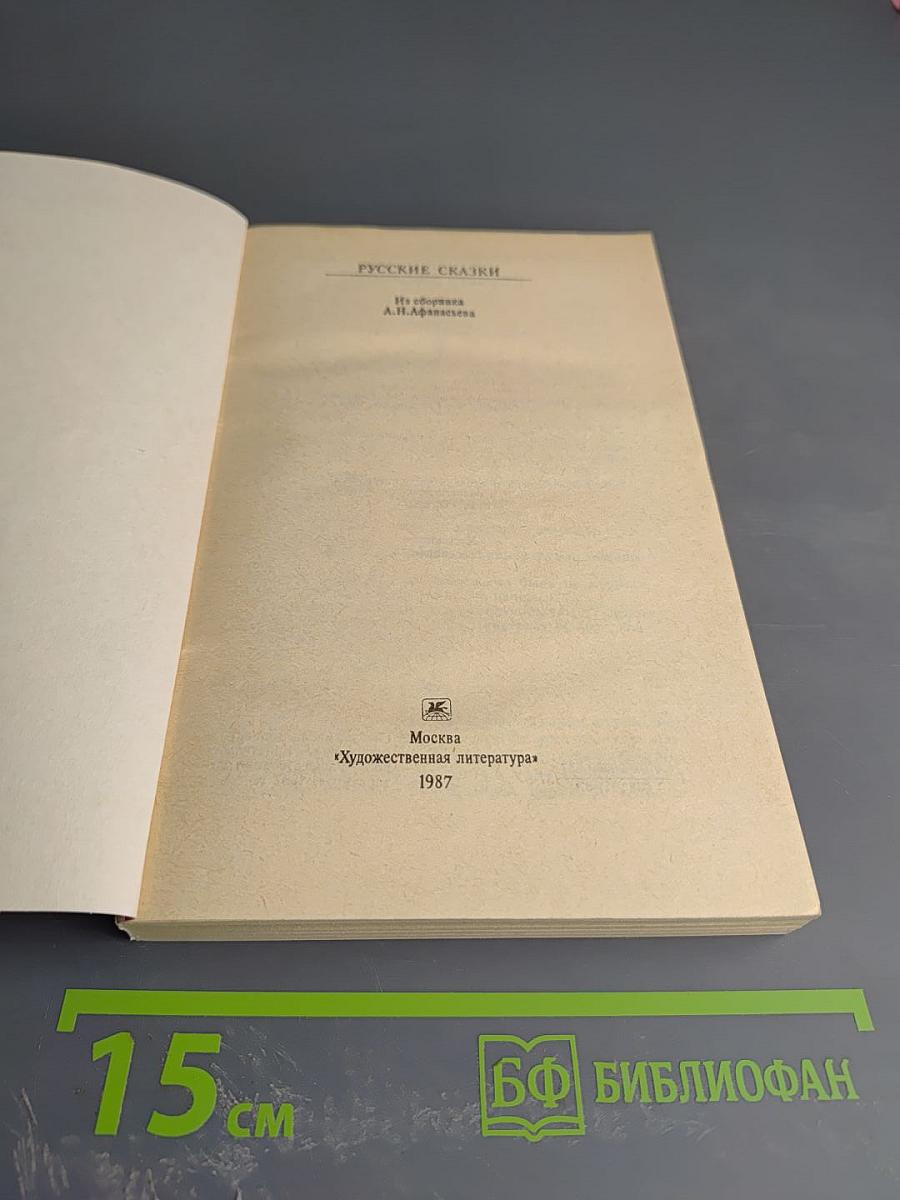 РУССКИЕ СКАЗКИ
Из сборника
А.Н.Афанасьева
Москва
«Художественная литература»
1987
15 см
БФ БИБЛИОФАН